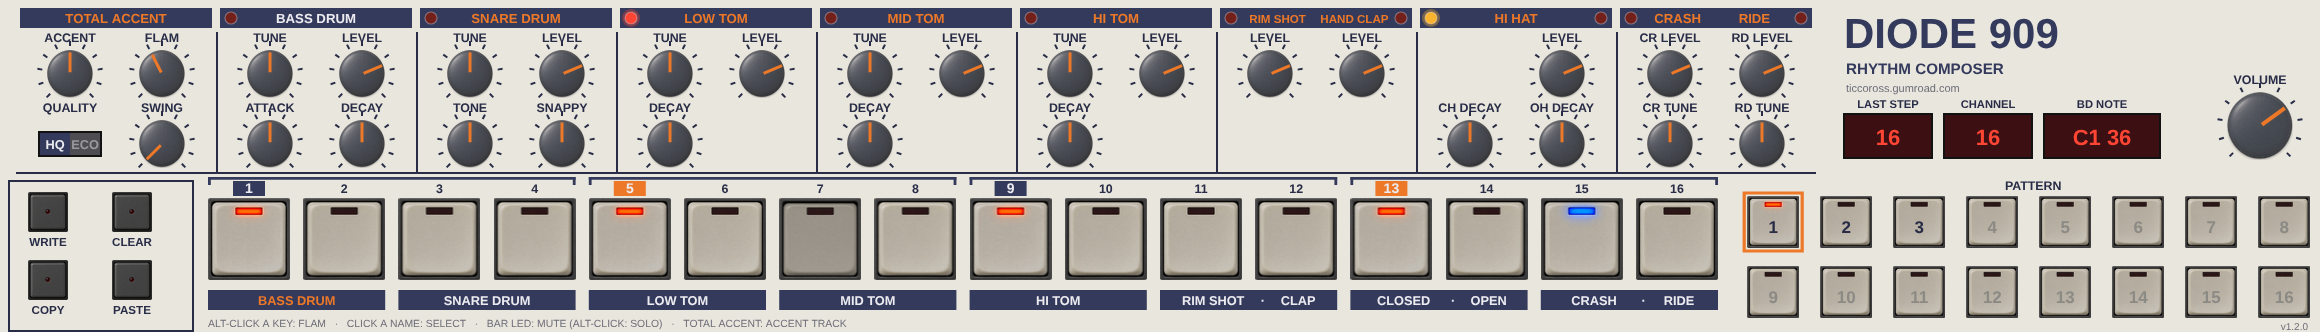 TOTAL ACCENT BASS DRUM SNARE DRUM LOW TOM MID TOM HI TOM RIM SHOT HAND CLAP HI HAT CRASH RIDE
ACCENT FLAM TUNE LEVEL TUNE LEVEL TUNE LEVEL TUNE LEVEL TUNE LEVEL LEVEL LEVEL LEVEL CR LEVEL RD LEVEL
QUALITY SWING ATTACK DECAY TONE SNAPPY DECAY DECAY DECAY CH DECAY OH DECAY CR TUNE RD TUNE
HQ ECO
DIODE 909
RHYTHM COMPOSER
ticcoross.gumroad.com
VOLUME
LAST STEP CHANNEL BD NOTE
16 16 C1 36
WRITE CLEAR
COPY PASTE
1 2 3 4 5 6 7 8 9 10 11 12 13 14 15 16
BASS DRUM SNARE DRUM LOW TOM MID TOM HI TOM RIM SHOT · CLAP CLOSED · OPEN CRASH · RIDE
ALT-CLICK A KEY: FLAM · CLICK A NAME: SELECT · BAR LED: MUTE (ALT-CLICK: SOLO) · TOTAL ACCENT: ACCENT TRACK
PATTERN
1 2 3 4 5 6 7 8
9 10 11 12 13 14 15 16
v1.2.0